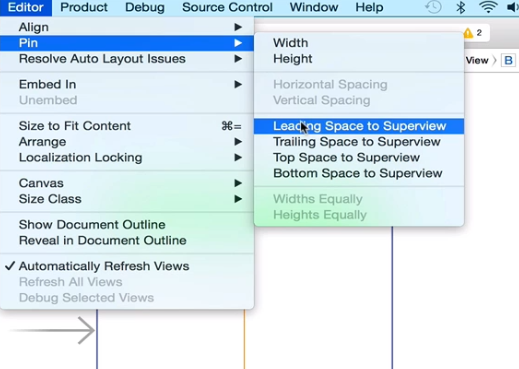 Editor Product Debug Source Control Window Help
Align
Pin
Resolve Auto Layout Issues
Embed In
Unembed
Size to Fit Content ⌘=
Arrange
Localization Locking
Canvas
Size Class
Show Document Outline
Reveal in Document Outline
✓ Automatically Refresh Views
Refresh All Views
Debug Selected Views
Width
Height
Horizontal Spacing
Vertical Spacing
Leading Space to Superview
Trailing Space to Superview
Top Space to Superview
Bottom Space to Superview
Widths Equally
Heights Equally
2
View B